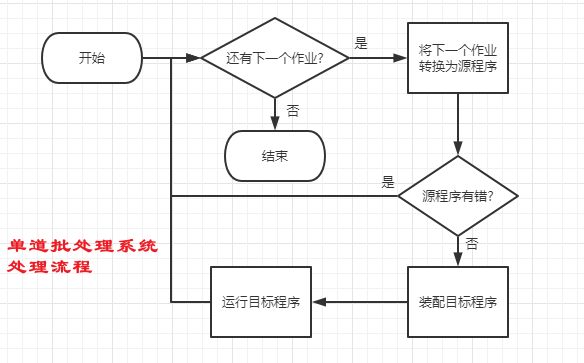 开始
还有下一个作业?
是
将下一个作业
转换为源程序
否
结束
是
源程序有错?
否
单道批处理系统
处理流程
运行目标程序
装配目标程序